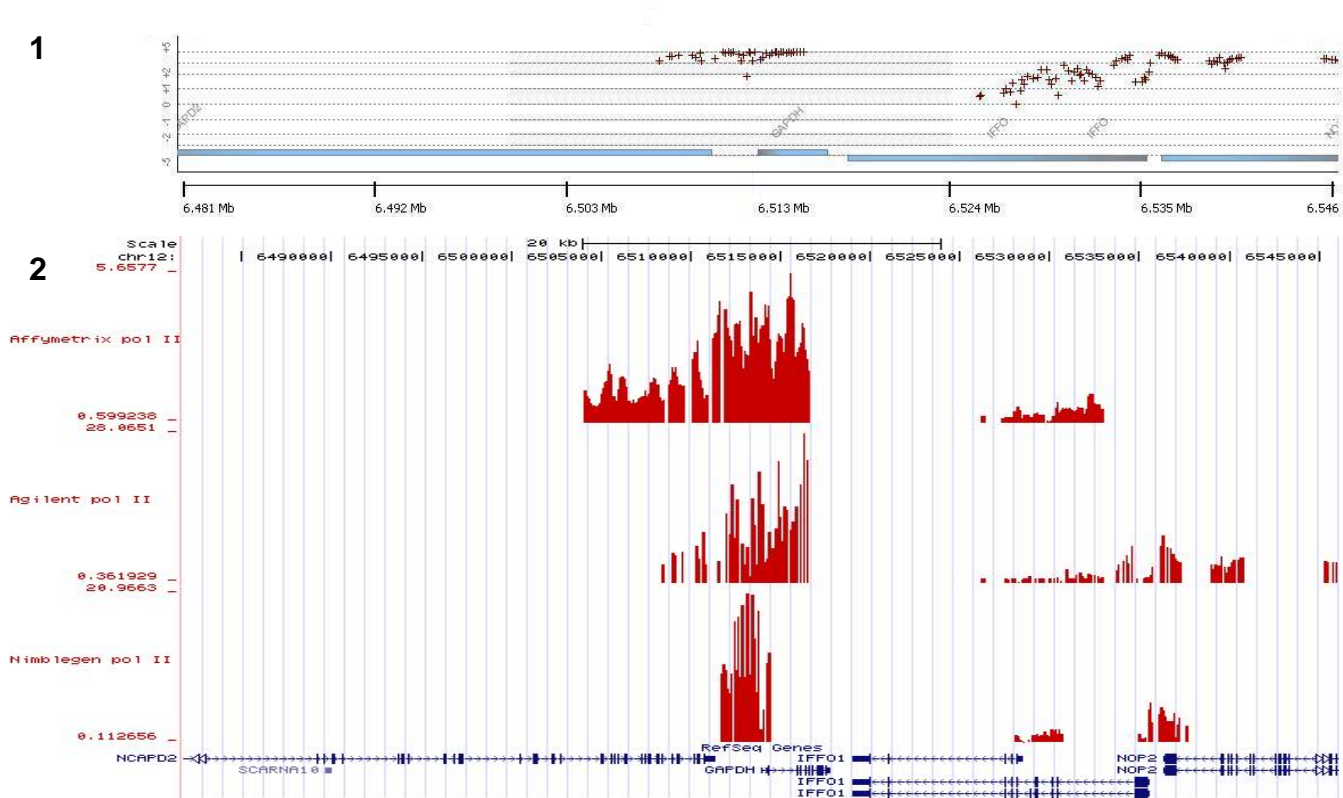 1
+5
+2
+1
0
-1
-2
-5
APD2
GAPDH
IFFO
IFFO
6.481 Mb 6.492 Mb 6.503 Mb 6.513 Mb 6.524 Mb 6.535 Mb 6.546
2
Scale 20 kb
chr12: 6490000 6495000 6500000 6505000 6510000 6515000 6520000 6525000 6530000 6535000 6540000 6545000
5.6577
Affymetrix pol II
0.599238
28.0651
Agilent pol II
0.361929
20.9663
Nimblegen pol II
0.112656
RefSeq Genes
NCAPD2 IFFO1 NOP2
SCARNA10 GAPDH NOP2
IFFO1
IFFO1